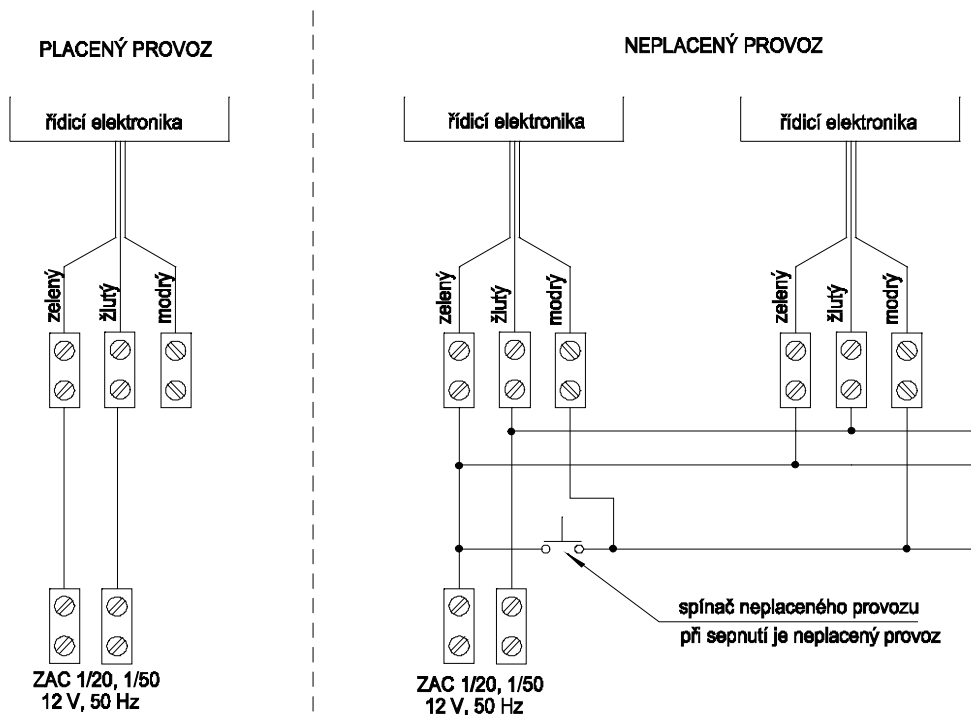 PLACENÝ PROVOZ
NEPLACENÝ PROVOZ
řídicí elektronika
řídicí elektronika
řídicí elektronika
zelený
žlutý
modrý
zelený
žlutý
modrý
zelený
žlutý
modrý
spínač neplaceného provozu
při sepnutí je neplacený provoz
ZAC 1/20, 1/50
12 V, 50 Hz
ZAC 1/20, 1/50
12 V, 50 Hz